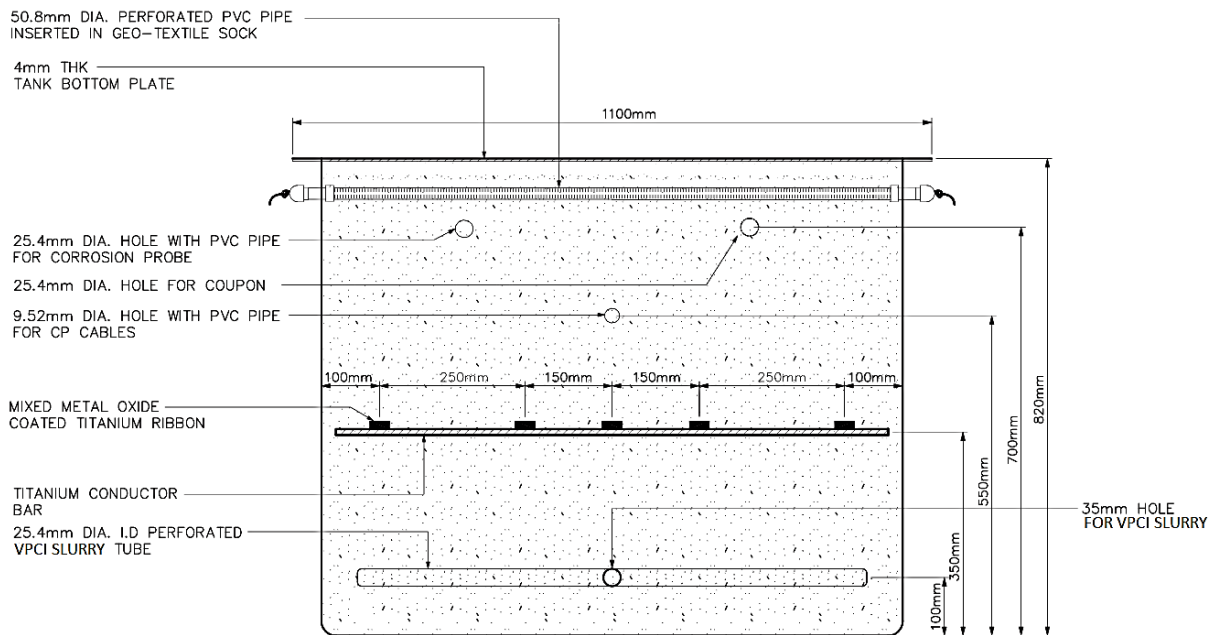 50.8mm DIA. PERFORATED PVC PIPE
INSERTED IN GEO-TEXTILE SOCK
4mm THK
TANK BOTTOM PLATE
1100mm
25.4mm DIA. HOLE WITH PVC PIPE
FOR CORROSION PROBE
25.4mm DIA. HOLE FOR COUPON
9.52mm DIA. HOLE WITH PVC PIPE
FOR CP CABLES
100mm
250mm
150mm
150mm
250mm
100mm
MIXED METAL OXIDE
COATED TITANIUM RIBBON
TITANIUM CONDUCTOR
BAR
25.4mm DIA. I.D PERFORATED
VPCI SLURRY TUBE
35mm HOLE
FOR VPCI SLURRY
100mm
350mm
550mm
700mm
820mm